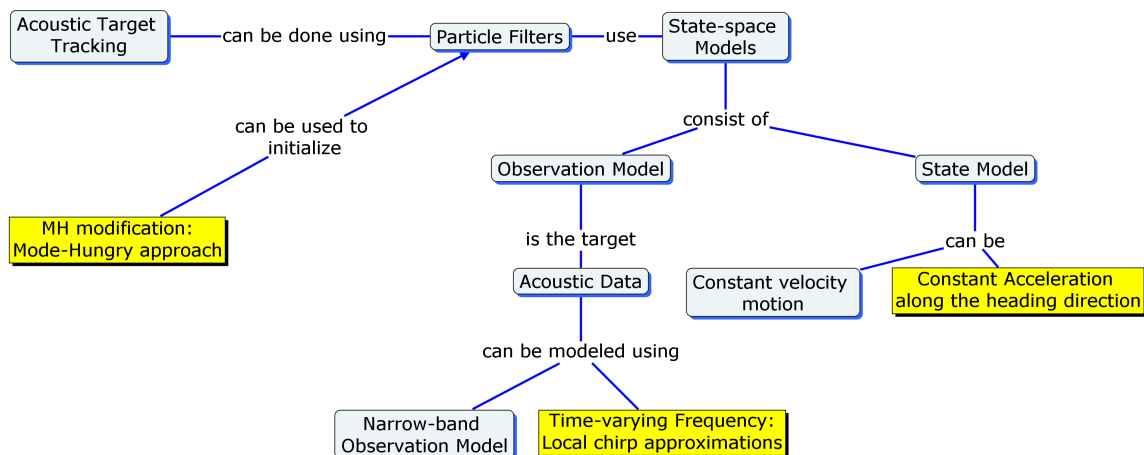 Acoustic Target
Tracking
can be done using
Particle Filters
use
State-space
Models
can be used to
initialize
consist of
Observation Model
State Model
MH modification:
Mode-Hungry approach
is the target
can be
Acoustic Data
Constant velocity
motion
Constant Acceleration
along the heading direction
can be modeled using
Narrow-band
Observation Model
Time-varying Frequency:
Local chirp approximations